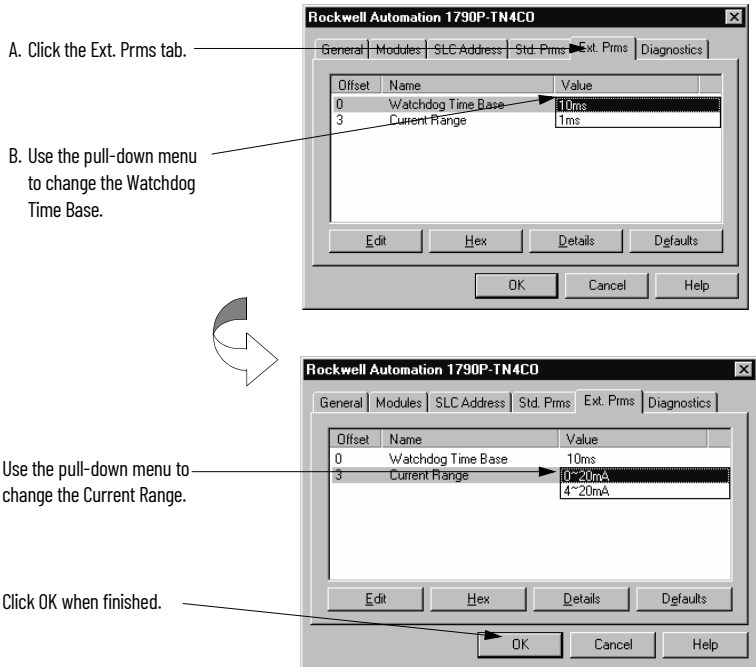 Rockwell Automation 1790P-TN4C0
A. Click the Ext. Prms tab.
General Modules SLC Address Std. Prms Ext. Prms Diagnostics
Offset Name Value
0 Watchdog Time Base 10ms
3 Current Range 1ms
B. Use the pull-down menu
to change the Watchdog
Time Base.
Edit Hex Details Defaults
OK Cancel Help
Rockwell Automation 1790P-TN4C0
General Modules SLC Address Std. Prms Ext. Prms Diagnostics
Offset Name Value
0 Watchdog Time Base 10ms
3 Current Range 0~20mA
4~20mA
Use the pull-down menu to
change the Current Range.
Edit Hex Details Defaults
Click OK when finished.
OK Cancel Help